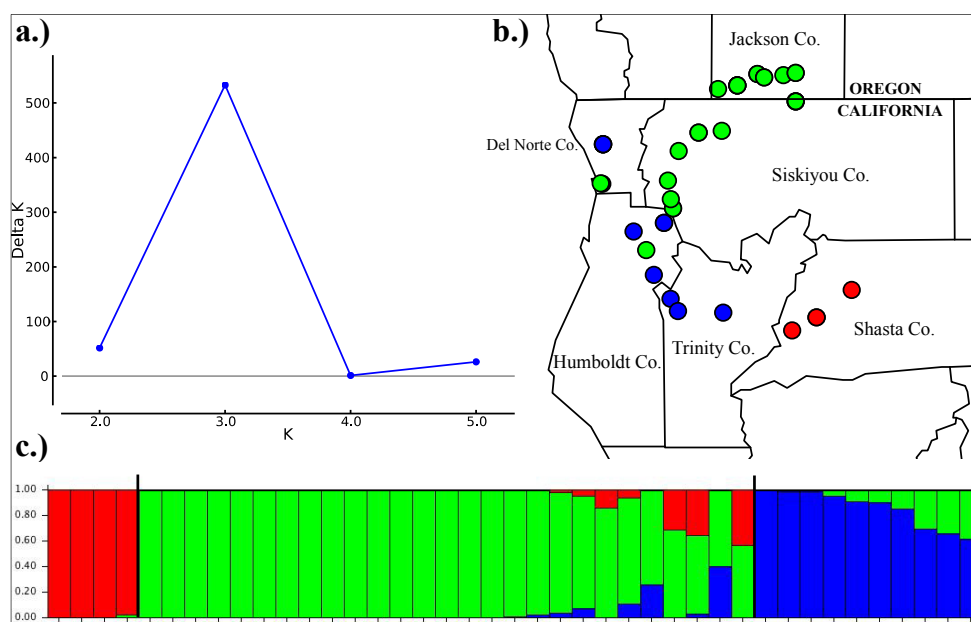 a.)
500
400
300
200
100
0
Delta K
2.0 3.0 4.0 5.0
K
b.)
Jackson Co.
OREGON
CALIFORNIA
Del Norte Co.
Siskiyou Co.
Humboldt Co.
Trinity Co.
Shasta Co.
c.)
1.00
0.80
0.60
0.40
0.20
0.00